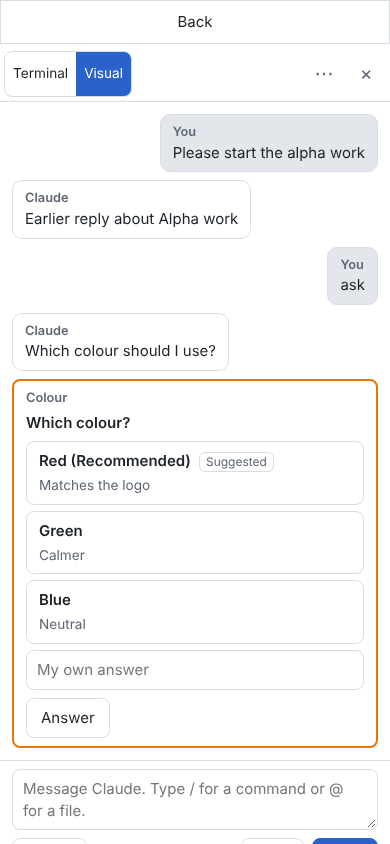 Back
Terminal
Visual
···
×
You
Please start the alpha work
Claude
Earlier reply about Alpha work
You
ask
Claude
Which colour should I use?
Colour
Which colour?
Red (Recommended) Suggested
Matches the logo
Green
Calmer
Blue
Neutral
My own answer
Answer
Message Claude. Type / for a command or @
for a file.